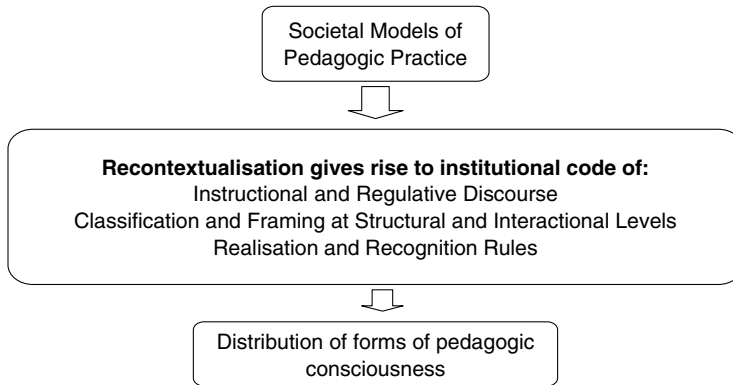 Societal Models of
Pedagogic Practice
Recontextualisation gives rise to institutional code of:
Instructional and Regulative Discourse
Classification and Framing at Structural and Interactional Levels
Realisation and Recognition Rules
Distribution of forms of pedagogic
consciousness